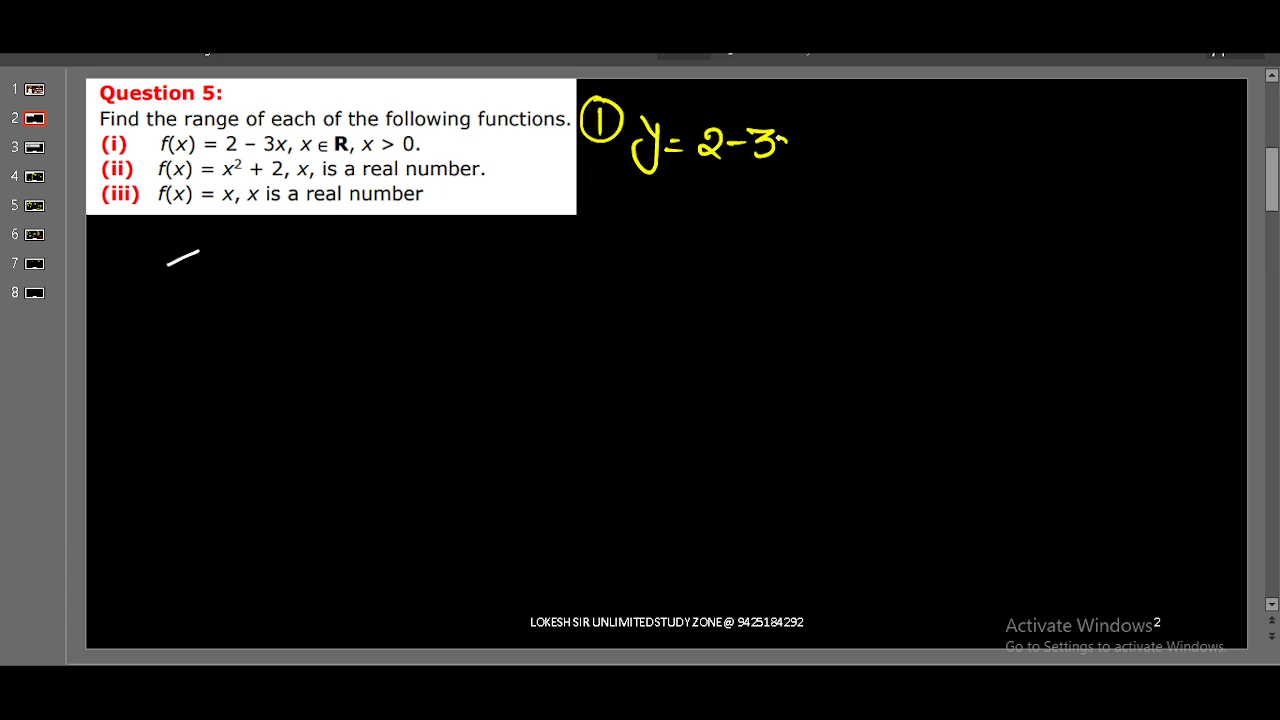 1
2
3
4
5
6
7
8
Question 5:
Find the range of each of the following functions.
(i) f(x) = 2 – 3x, x ∈ R, x > 0.
(ii) f(x) = x² + 2, x, is a real number.
(iii) f(x) = x, x is a real number
① y = 2-3
LOKESH SIR UNLIMITED STUDY ZONE @ 9425184292
2
Activate Windows
Go to Settings to activate Windows.